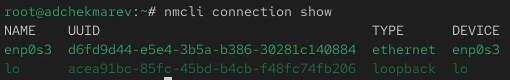 root@adchekmarev:~# nmcli connection show
NAME    UUID                                  TYPE      DEVICE
enp0s3  d6fd9d44-e5e4-3b5a-b386-30281c140884  ethernet  enp0s3
lo      acea91bc-85fc-45bd-b4cb-f48fc74fb206  loopback  lo